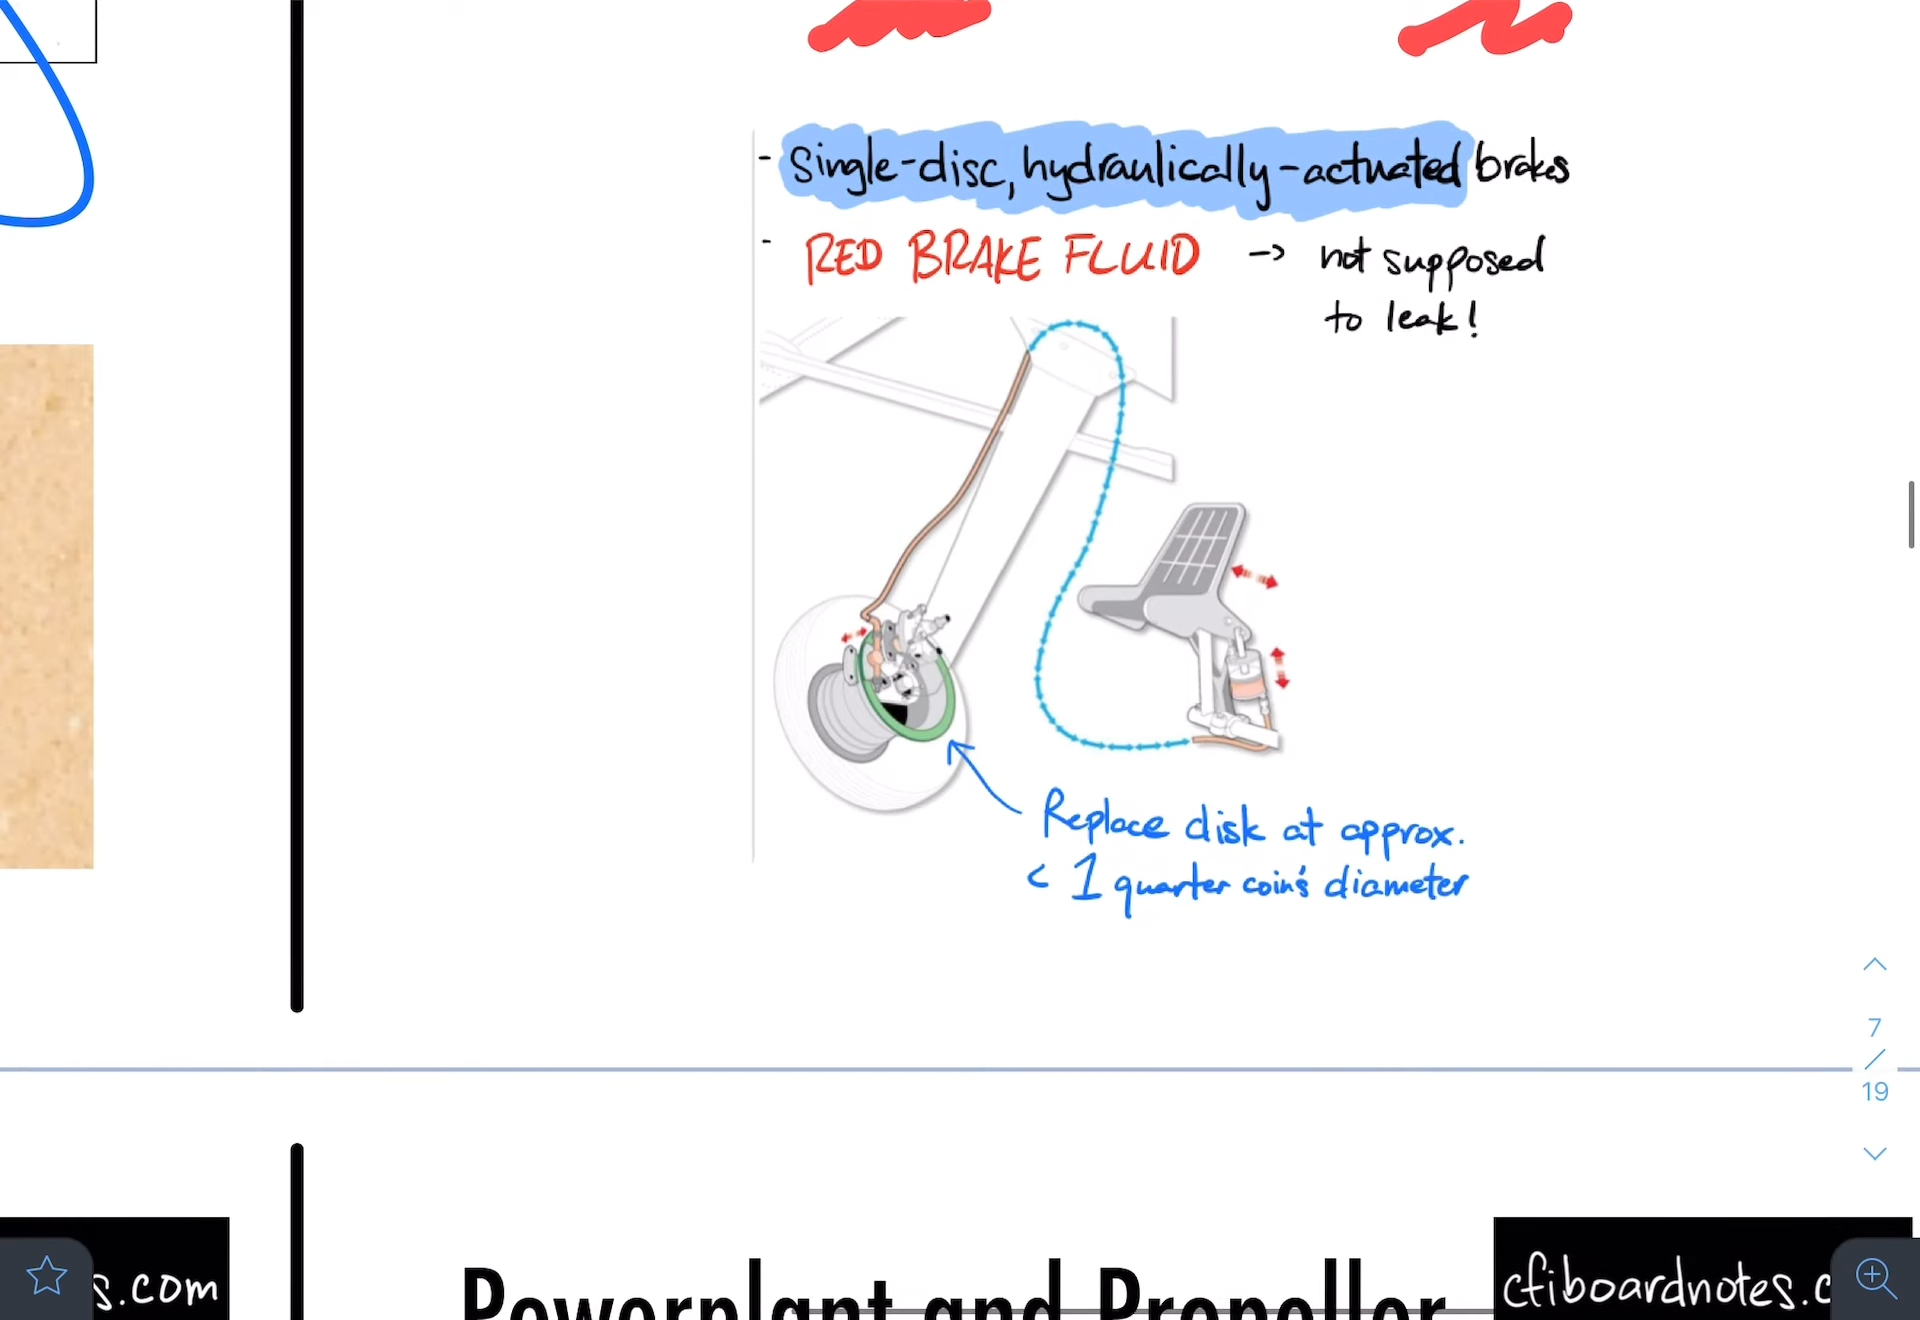 - Single-disc, hydraulically-actuated brakes
- RED BRAKE FLUID -> not supposed
to leak!
Replace disk at approx.
< 1 quarter coin's diameter
7
/
19
s.com
Powerplant and Propeller
cfiboardnotes.c